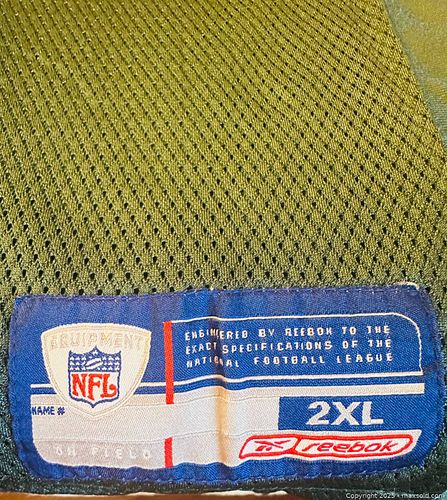 EQUIPMENT
NFL
ENGINEERED BY REEBOK TO THE
EXACT SPECIFICATIONS OF THE
NATIONAL FOOTBALL LEAGUE
NAME #
2XL
ON FIELD
Reebok
Copyright 2025 - maxsold.com